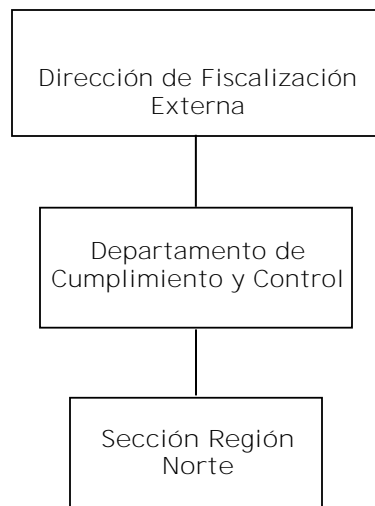 Dirección de Fiscalización
Externa
Departamento de
Cumplimiento y Control
Sección Región
Norte